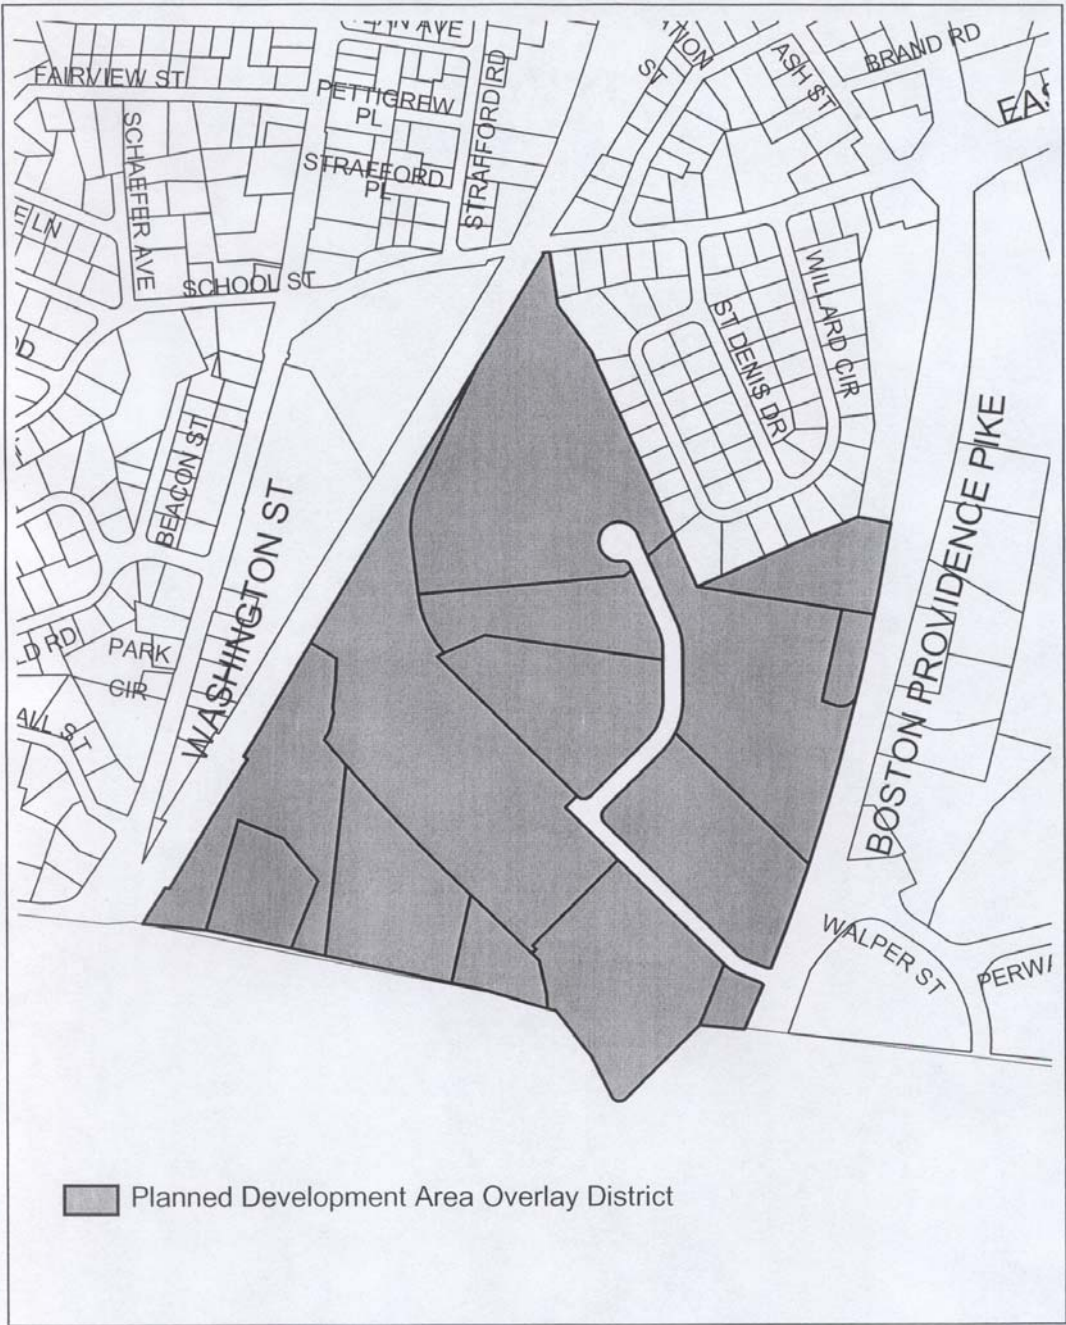 FAIRVIEW ST
PETTIGREW
PL
STRAFFORD
PL
STRAFFORD RD
SCHAEFER AVE
SCHOOL ST
ST
ASH ST
BRAND RD
WILLARD CIR
ST DENIS DR
BEACON ST
WASHINGTON ST
BOSTON PROVIDENCE PIKE
PARK
CIR
WALPER ST
Planned Development Area Overlay District